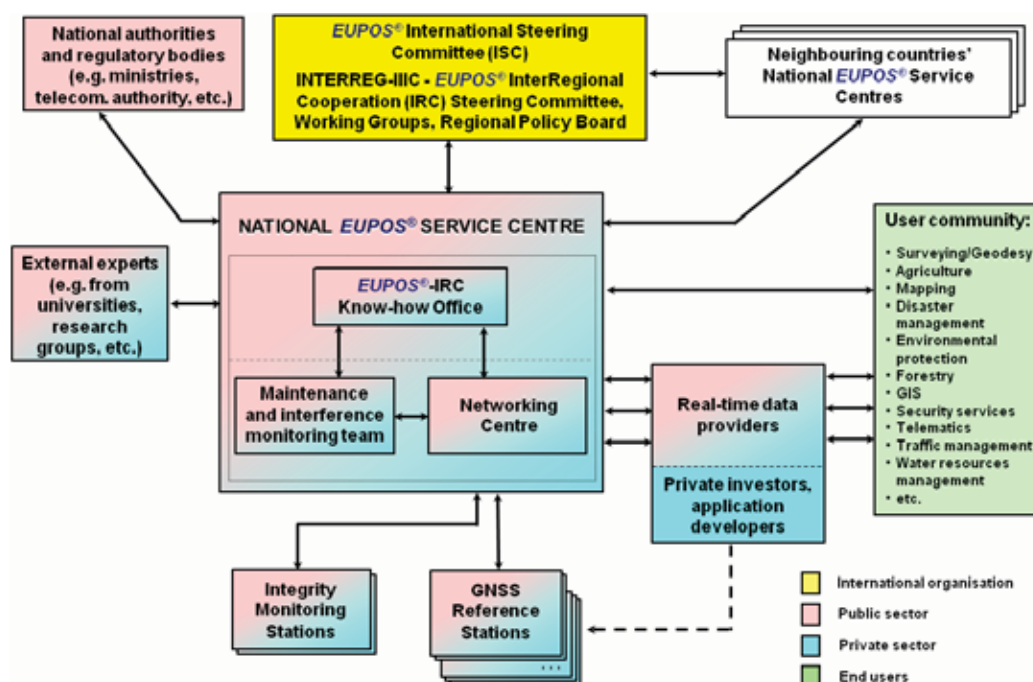 National authorities
and regulatory bodies
(e.g. ministries,
telecom. authority, etc.)
EUPOS® International Steering
Committee (ISC)
INTERREG-IIIC - EUPOS® InterRegional
Cooperation (IRC) Steering Committee,
Working Groups, Regional Policy Board
Neighbouring countries'
National EUPOS® Service
Centres
NATIONAL EUPOS® SERVICE CENTRE
External experts
(e.g. from
universities,
research
groups, etc.)
EUPOS®-IRC
Know-how Office
Maintenance
and interference
monitoring team
Networking
Centre
Real-time data
providers
Private investors,
application
developers
User community:
• Surveying/Geodesy
• Agriculture
• Mapping
• Disaster
management
• Environmental
protection
• Forestry
• GIS
• Security services
• Telematics
• Traffic management
• Water resources
management
• etc.
Integrity
Monitoring
Stations
GNSS
Reference
Stations
...
International organisation
Public sector
Private sector
End users